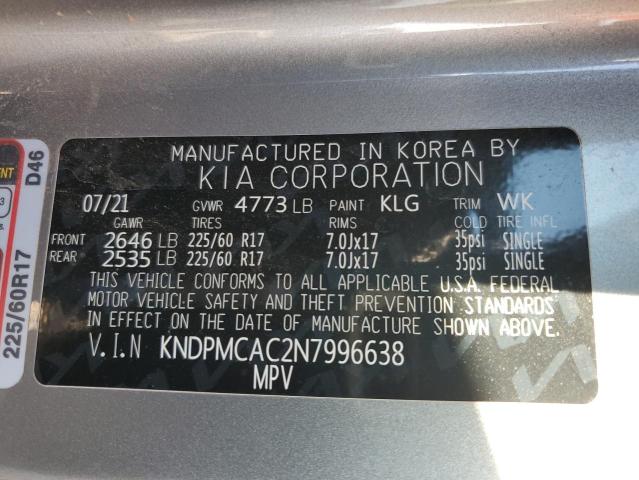 MANUFACTURED IN KOREA BY
KIA CORPORATION
07/21 GVWR 4773 LB PAINT KLG TRIM WK
GAWR TIRES RIMS COLD TIRE INFL
FRONT 2646 LB 225/60 R17 7.0Jx17 35psi SINGLE
REAR 2535 LB 225/60 R17 7.0Jx17 35psi SINGLE
THIS VEHICLE CONFORMS TO ALL APPLICABLE U.S.A. FEDERAL
MOTOR VEHICLE SAFETY AND THEFT PREVENTION STANDARDS
IN EFFECT ON THE DATE OF MANUFACTURE SHOWN ABOVE.
V.I.N KNDPMCAC2N7996638
MPV
225/60R17
D46
3